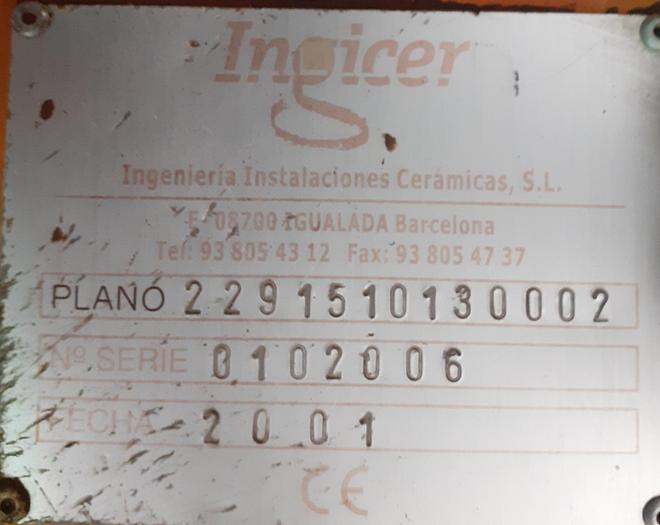 Ingicer
Ingeniería Instalaciones Cerámicas, S.L.
E- 08700 IGUALADA Barcelona
Tel: 93 805 43 12 Fax: 93 805 47 37
PLANO 2291510130002
Nº SERIE 0102006
FECHA 2001
CE